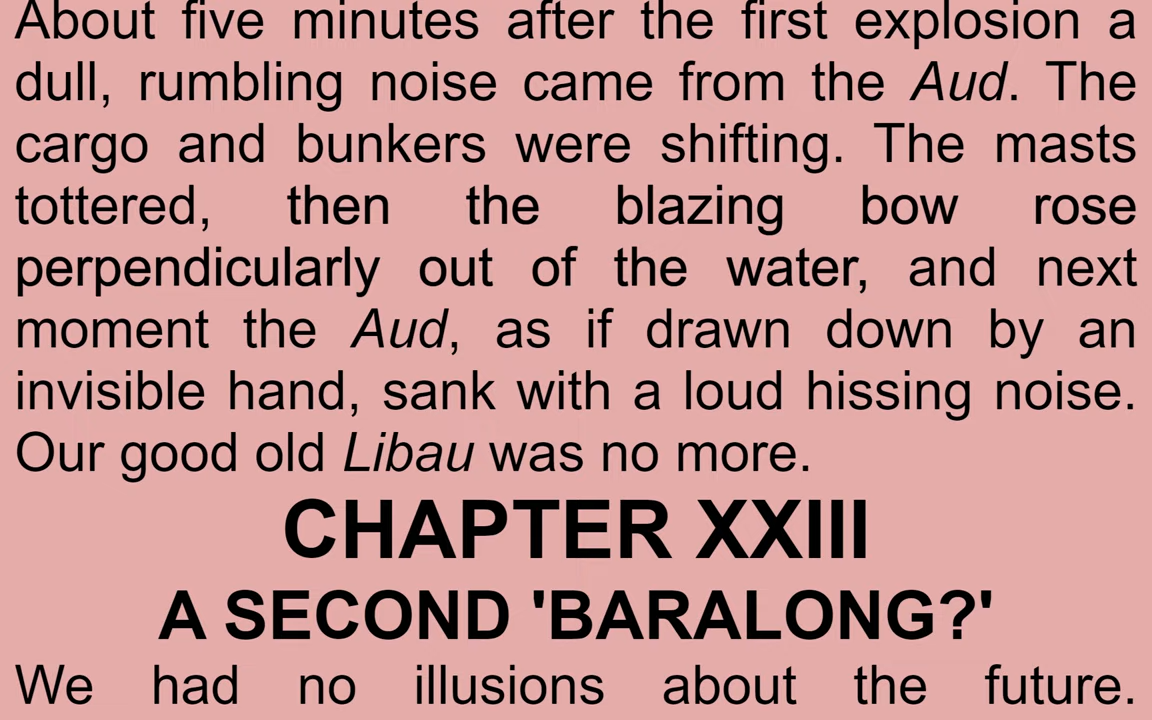 About five minutes after the first explosion a
dull, rumbling noise came from the Aud. The
cargo and bunkers were shifting. The masts
tottered, then the blazing bow rose
perpendicularly out of the water, and next
moment the Aud, as if drawn down by an
invisible hand, sank with a loud hissing noise.
Our good old Libau was no more.
CHAPTER XXIII
A SECOND 'BARALONG?'
We had no illusions about the future.